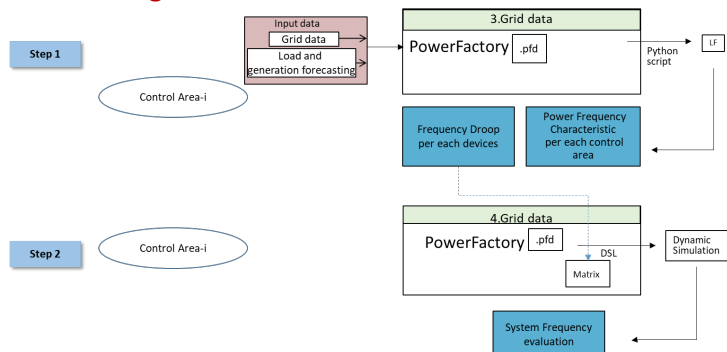 Input data
Grid data
Load and
generation forecasting
3.Grid data
PowerFactory
.pfd
Python
script
LF
Step 1
Control Area-i
Frequency Droop
per each devices
Power Frequency
Characteristic
per each control
area
4.Grid data
PowerFactory
.pfd
DSL
Matrix
Dynamic
Simulation
Step 2
Control Area-i
System Frequency
evaluation